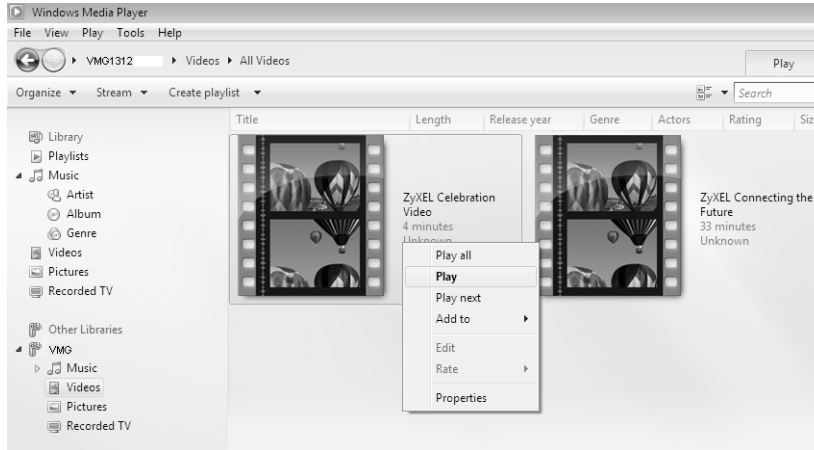 Windows Media Player
File View Play Tools Help
VMG1312 Videos All Videos
Play
Organize Stream Create playlist
Search
Title Length Release year Genre Actors Rating Siz
Library
Playlists
Music
Artist
Album
Genre
Videos
Pictures
Recorded TV
Other Libraries
VMG
Music
Videos
Pictures
Recorded TV
ZyXEL Celebration
Video
4 minutes
Unknown
ZyXEL Connecting the
Future
33 minutes
Unknown
Play all
Play
Play next
Add to
Edit
Rate
Properties